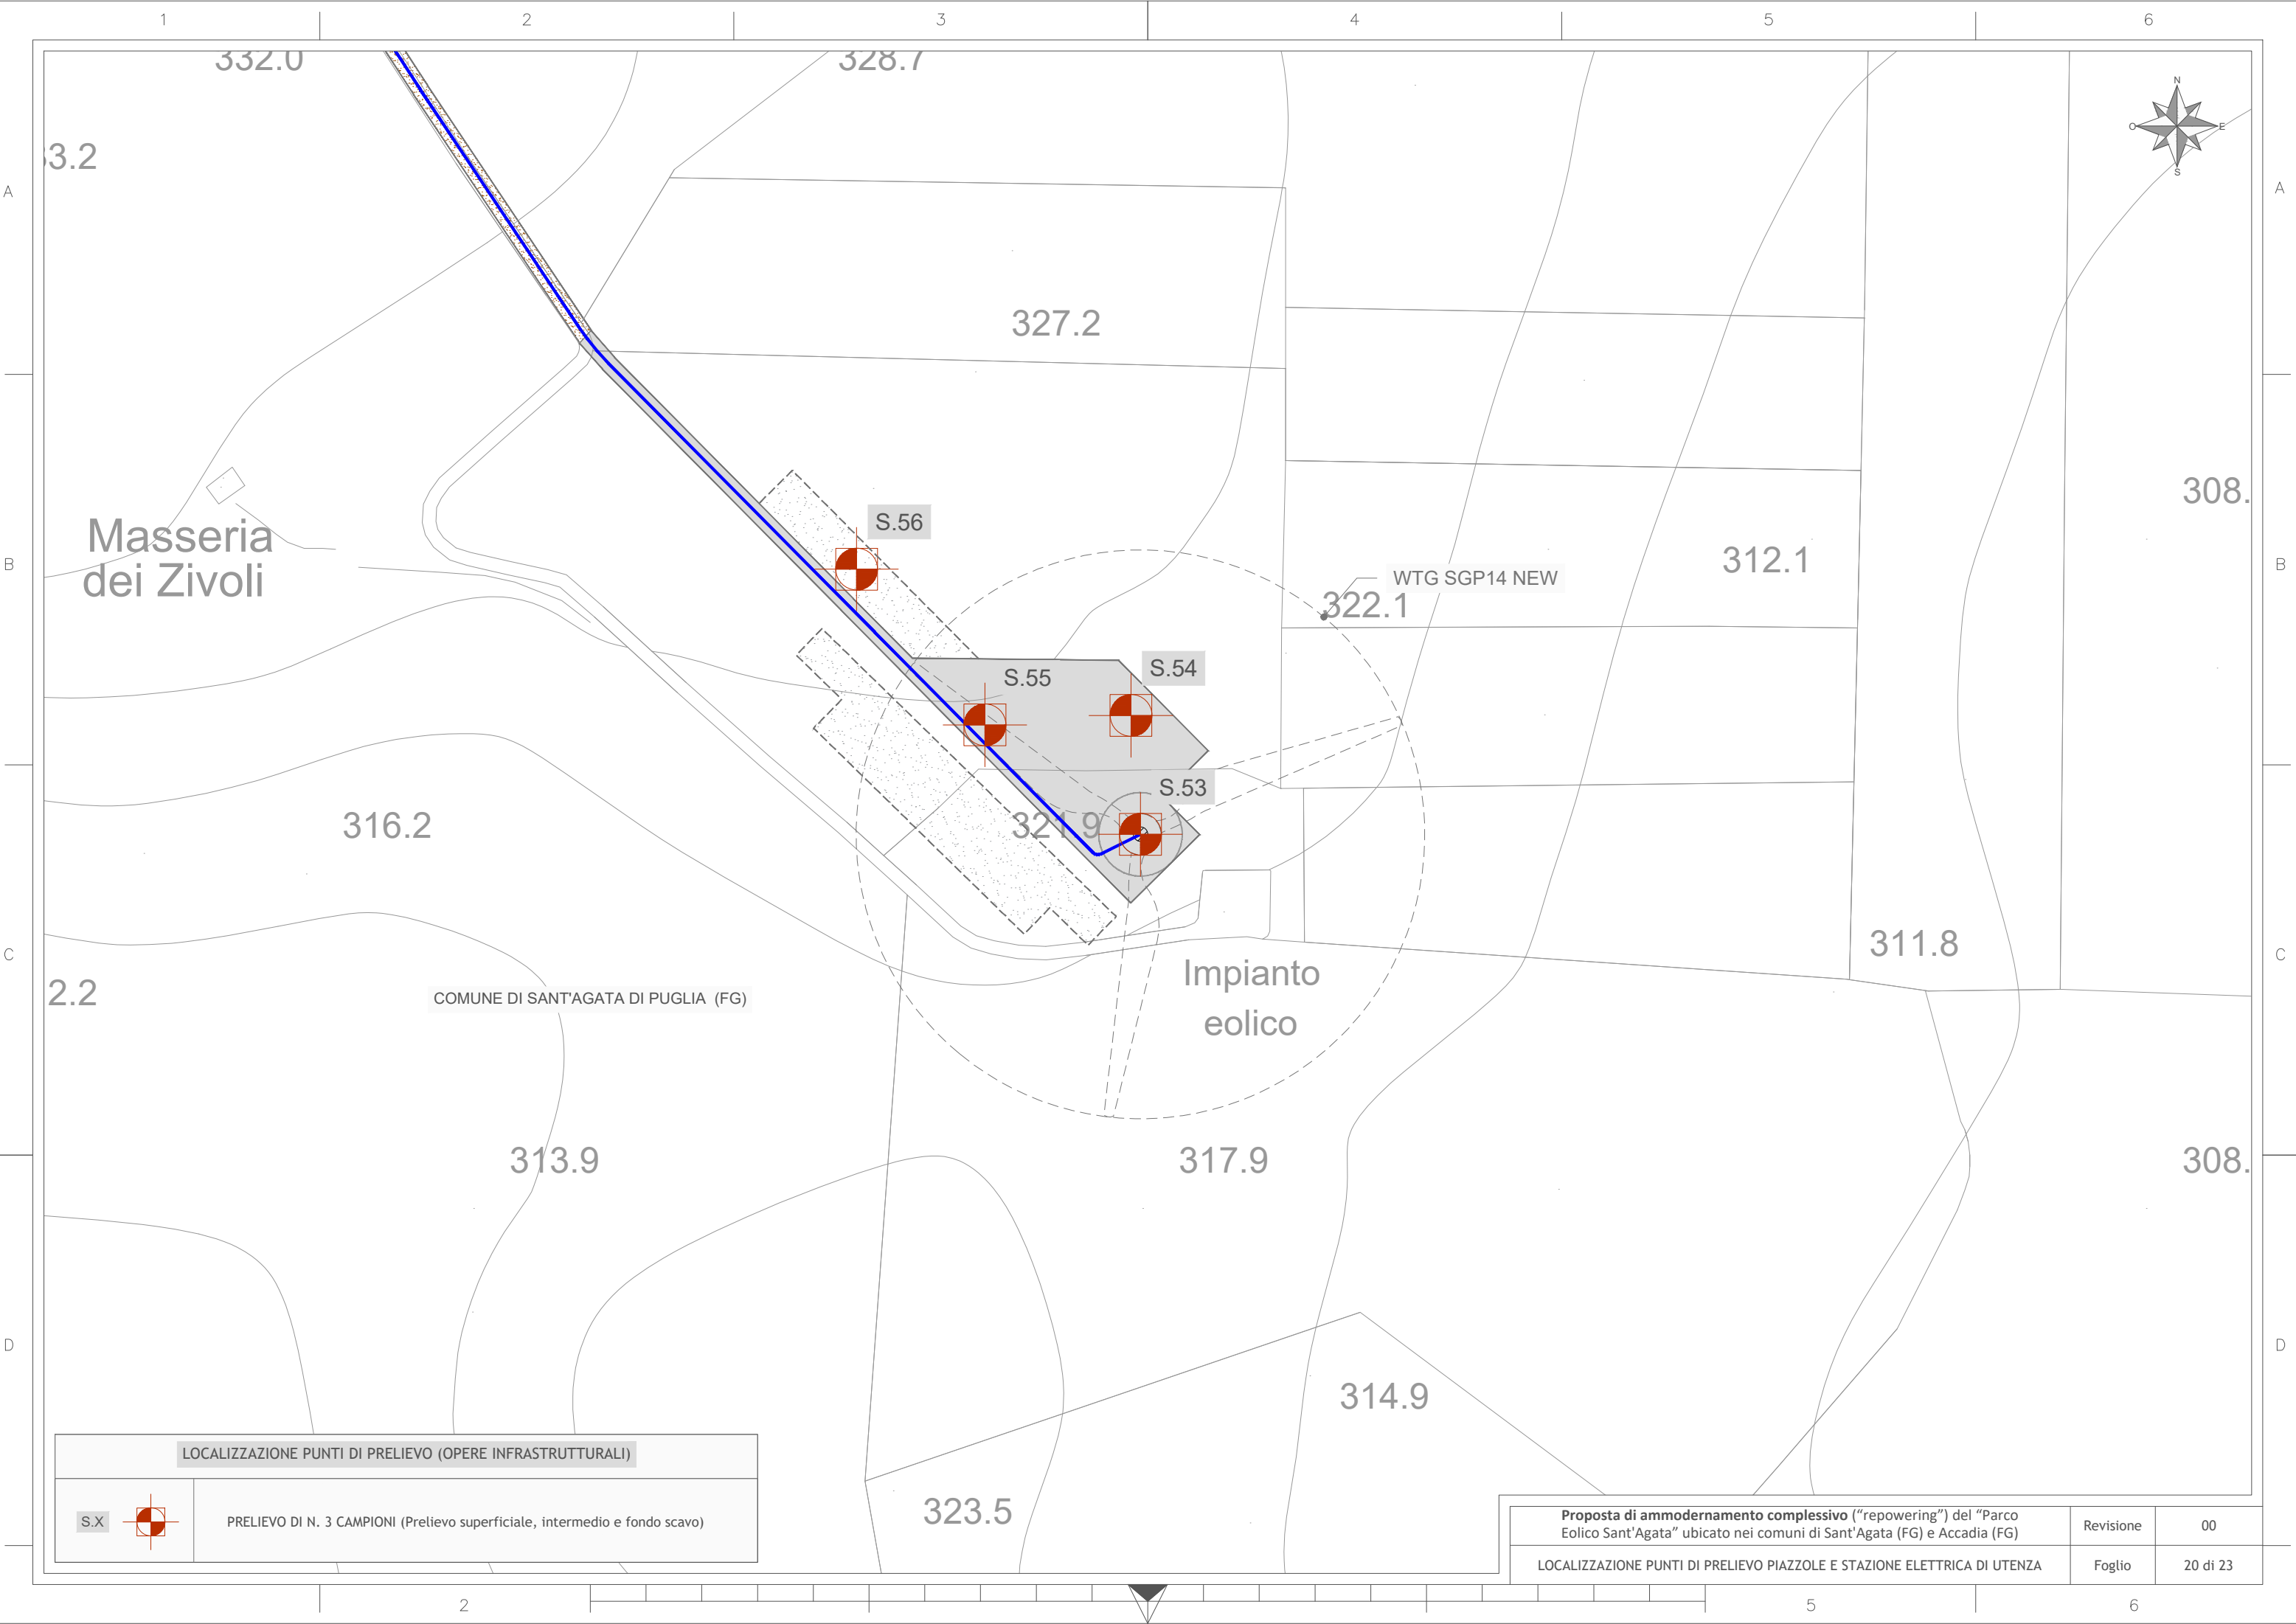 1
2
3
4
5
6
332.0
328.7
N
O
E
S
3.2
A
A
327.2
308.
S.56
Masseria
dei Zivoli
B
312.1
B
WTG SGP14 NEW
322.1
S.54
S.55
S.53
316.2
321.9
311.8
C
C
Impianto
eolico
2.2
COMUNE DI SANT'AGATA DI PUGLIA (FG)
313.9
317.9
308.
D
D
314.9
323.5
LOCALIZZAZIONE PUNTI DI PRELIEVO (OPERE INFRASTRUTTURALI)
S.X
PRELIEVO DI N. 3 CAMPIONI (Prelievo superficiale, intermedio e fondo scavo)
Proposta di ammodernamento complessivo (“repowering”) del “Parco
Eolico Sant'Agata” ubicato nei comuni di Sant'Agata (FG) e Accadia (FG)
Revisione
00
LOCALIZZAZIONE PUNTI DI PRELIEVO PIAZZOLE E STAZIONE ELETTRICA DI UTENZA
Foglio
20 di 23
2
5
6